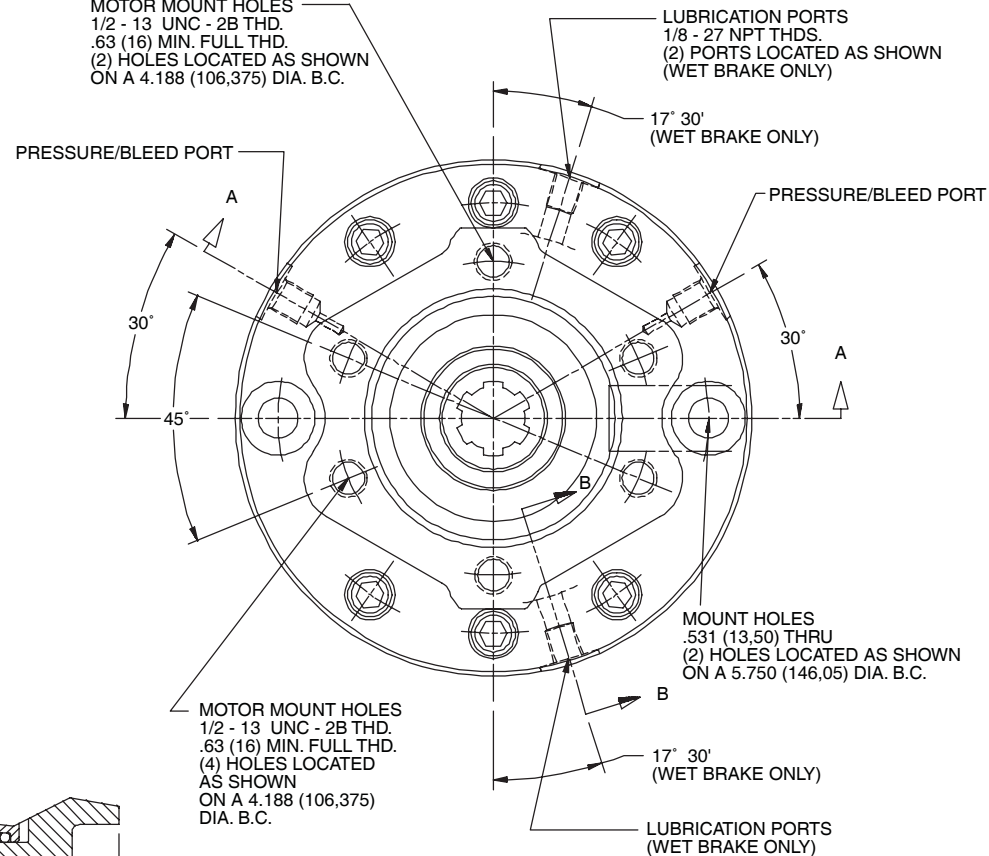 MOTOR MOUNT HOLES
1/2 - 13 UNC - 2B THD.
.63 (16) MIN. FULL THD.
(2) HOLES LOCATED AS SHOWN
ON A 4.188 (106,375) DIA. B.C.
LUBRICATION PORTS
1/8 - 27 NPT THDS.
(2) PORTS LOCATED AS SHOWN
(WET BRAKE ONLY)
17° 30'
(WET BRAKE ONLY)
PRESSURE/BLEED PORT
PRESSURE/BLEED PORT
A
30°
30°
A
45°
B
MOUNT HOLES
.531 (13,50) THRU
(2) HOLES LOCATED AS SHOWN
ON A 5.750 (146,05) DIA. B.C.
B
MOTOR MOUNT HOLES
1/2 - 13 UNC - 2B THD.
.63 (16) MIN. FULL THD.
(4) HOLES LOCATED
AS SHOWN
ON A 4.188 (106,375)
DIA. B.C.
17° 30'
(WET BRAKE ONLY)
LUBRICATION PORTS
(WET BRAKE ONLY)